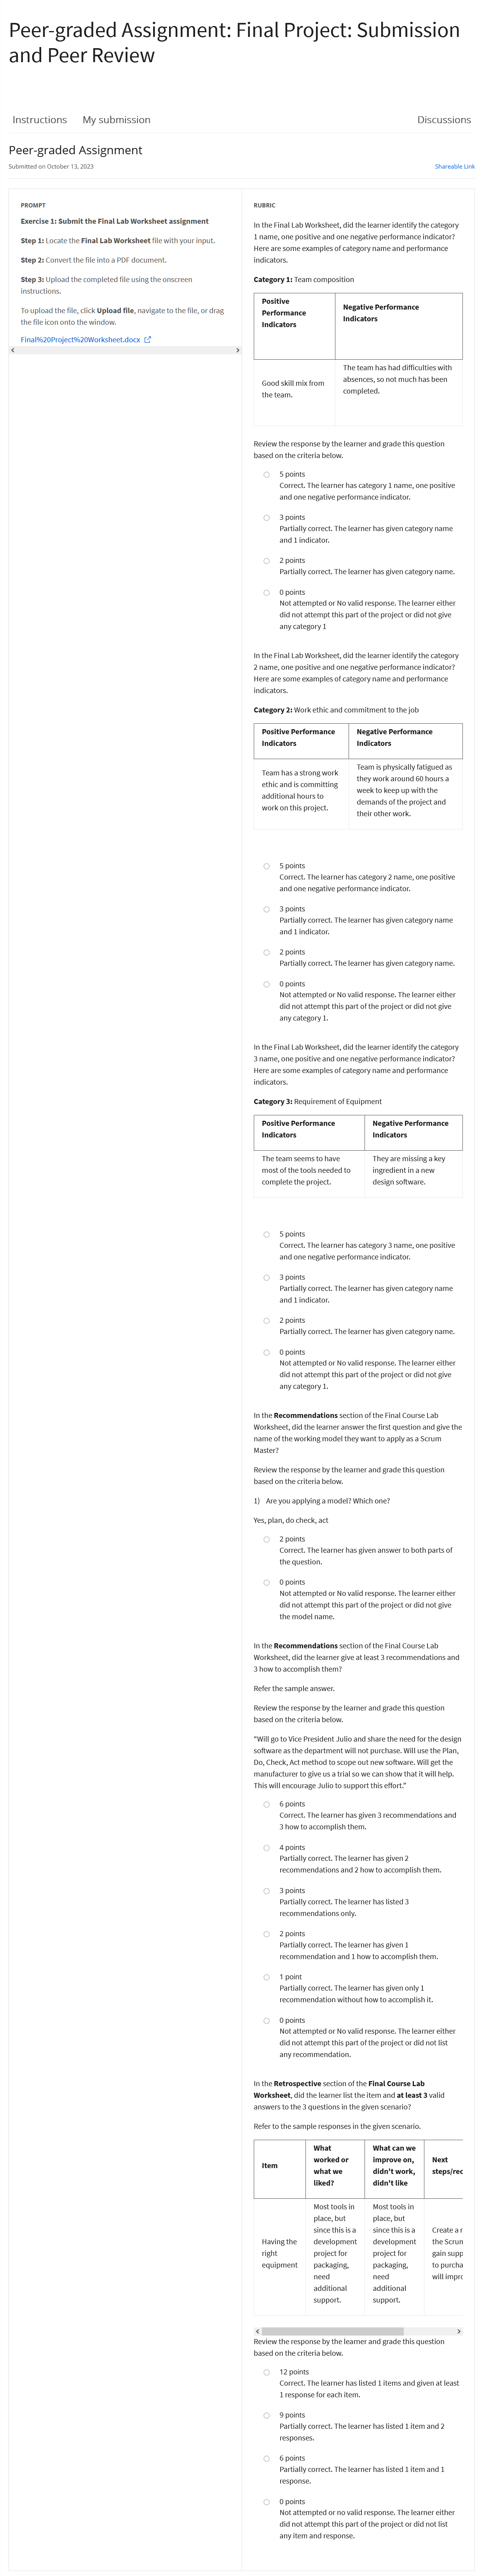 Peer-graded Assignment: Final Project: Submission
and Peer Review
Instructions
My submission
Discussions
Peer-graded Assignment
Submitted on October 13, 2023
Shareable Link
PROMPT
Exercise 1: Submit the Final Lab Worksheet assignment
Step 1: Locate the Final Lab Worksheet file with your input.
Step 2: Convert the file into a PDF document.
Step 3: Upload the completed file using the onscreen
instructions.
To upload the file, click Upload file, navigate to the file, or drag
the file icon onto the window.
Final%20Project%20Worksheet.docx
RUBRIC
In the Final Lab Worksheet, did the learner identify the category
1 name, one positive and one negative performance indicator?
Here are some examples of category name and performance
indicators.
Category 1: Team composition
Positive
Performance
Indicators
Negative Performance
Indicators
Good skill mix from
the team.
The team has had difficulties with
absences, so not much has been
completed.
Review the response by the learner and grade this question
based on the criteria below.
5 points
Correct. The learner has category 1 name, one positive
and one negative performance indicator.
3 points
Partially correct. The learner has given category name
and 1 indicator.
2 points
Partially correct. The learner has given category name.
0 points
Not attempted or No valid response. The learner either
did not attempt this part of the project or did not give
any category 1
In the Final Lab Worksheet, did the learner identify the category
2 name, one positive and one negative performance indicator?
Here are some examples of category name and performance
indicators.
Category 2: Work ethic and commitment to the job
Positive Performance
Indicators
Negative Performance
Indicators
Team has a strong work
ethic and is committing
additional hours to
work on this project.
Team is physically fatigued as
they work around 60 hours a
week to keep up with the
demands of the project and
their other work.
5 points
Correct. The learner has category 2 name, one positive
and one negative performance indicator.
3 points
Partially correct. The learner has given category name
and 1 indicator.
2 points
Partially correct. The learner has given category name.
0 points
Not attempted or No valid response. The learner either
did not attempt this part of the project or did not give
any category 1.
In the Final Lab Worksheet, did the learner identify the category
3 name, one positive and one negative performance indicator?
Here are some examples of category name and performance
indicators.
Category 3: Requirement of Equipment
Positive Performance
Indicators
Negative Performance
Indicators
The team seems to have
most of the tools needed to
complete the project.
They are missing a key
ingredient in a new
design software.
5 points
Correct. The learner has category 3 name, one positive
and one negative performance indicator.
3 points
Partially correct. The learner has given category name
and 1 indicator.
2 points
Partially correct. The learner has given category name.
0 points
Not attempted or No valid response. The learner either
did not attempt this part of the project or did not give
any category 1.
In the Recommendations section of the Final Course Lab
Worksheet, did the learner answer the first question and give the
name of the working model they want to apply as a Scrum
Master?
Review the response by the learner and grade this question
based on the criteria below.
1) Are you applying a model? Which one?
Yes, plan, do check, act
2 points
Correct. The learner has given answer to both parts of
the question.
0 points
Not attempted or No valid response. The learner either
did not attempt this part of the project or did not give
the model name.
In the Recommendations section of the Final Course Lab
Worksheet, did the learner give at least 3 recommendations and
3 how to accomplish them?
Refer the sample answer.
Review the response by the learner and grade this question
based on the criteria below.
"Will go to Vice President Julio and share the need for the design
software as the department will not purchase. Will use the Plan,
Do, Check, Act method to scope out new software. Will get the
manufacturer to give us a trial so we can show that it will help.
This will encourage Julio to support this effort."
6 points
Correct. The learner has given 3 recommendations and
3 how to accomplish them.
4 points
Partially correct. The learner has given 2
recommendations and 2 how to accomplish them.
3 points
Partially correct. The learner has listed 3
recommendations only.
2 points
Partially correct. The learner has given 1
recommendation and 1 how to accomplish them.
1 point
Partially correct. The learner has given only 1
recommendation without how to accomplish it.
0 points
Not attempted or No valid response. The learner either
did not attempt this part of the project or did not list
any recommendation.
In the Retrospective section of the Final Course Lab
Worksheet, did the learner list the item and at least 3 valid
answers to the 3 questions in the given scenario?
Refer to the sample responses in the given scenario.
Item
What
worked or
what we
liked?
What can we
improve on,
didn't work,
didn't like
Next
steps/rec
Having the
right
equipment
Most tools in
place, but
since this is a
development
project for
packaging,
need
additional
support.
Most tools in
place, but
since this is a
development
project for
packaging,
need
additional
support.
Create a r
the Scrun
gain supp
to purcha
will impro
Review the response by the learner and grade this question
based on the criteria below.
12 points
Correct. The learner has listed 1 items and given at least
1 response for each item.
9 points
Partially correct. The learner has listed 1 item and 2
responses.
6 points
Partially correct. The learner has listed 1 item and 1
response.
0 points
Not attempted or no valid response. The learner either
did not attempt this part of the project or did not list
any item and response.